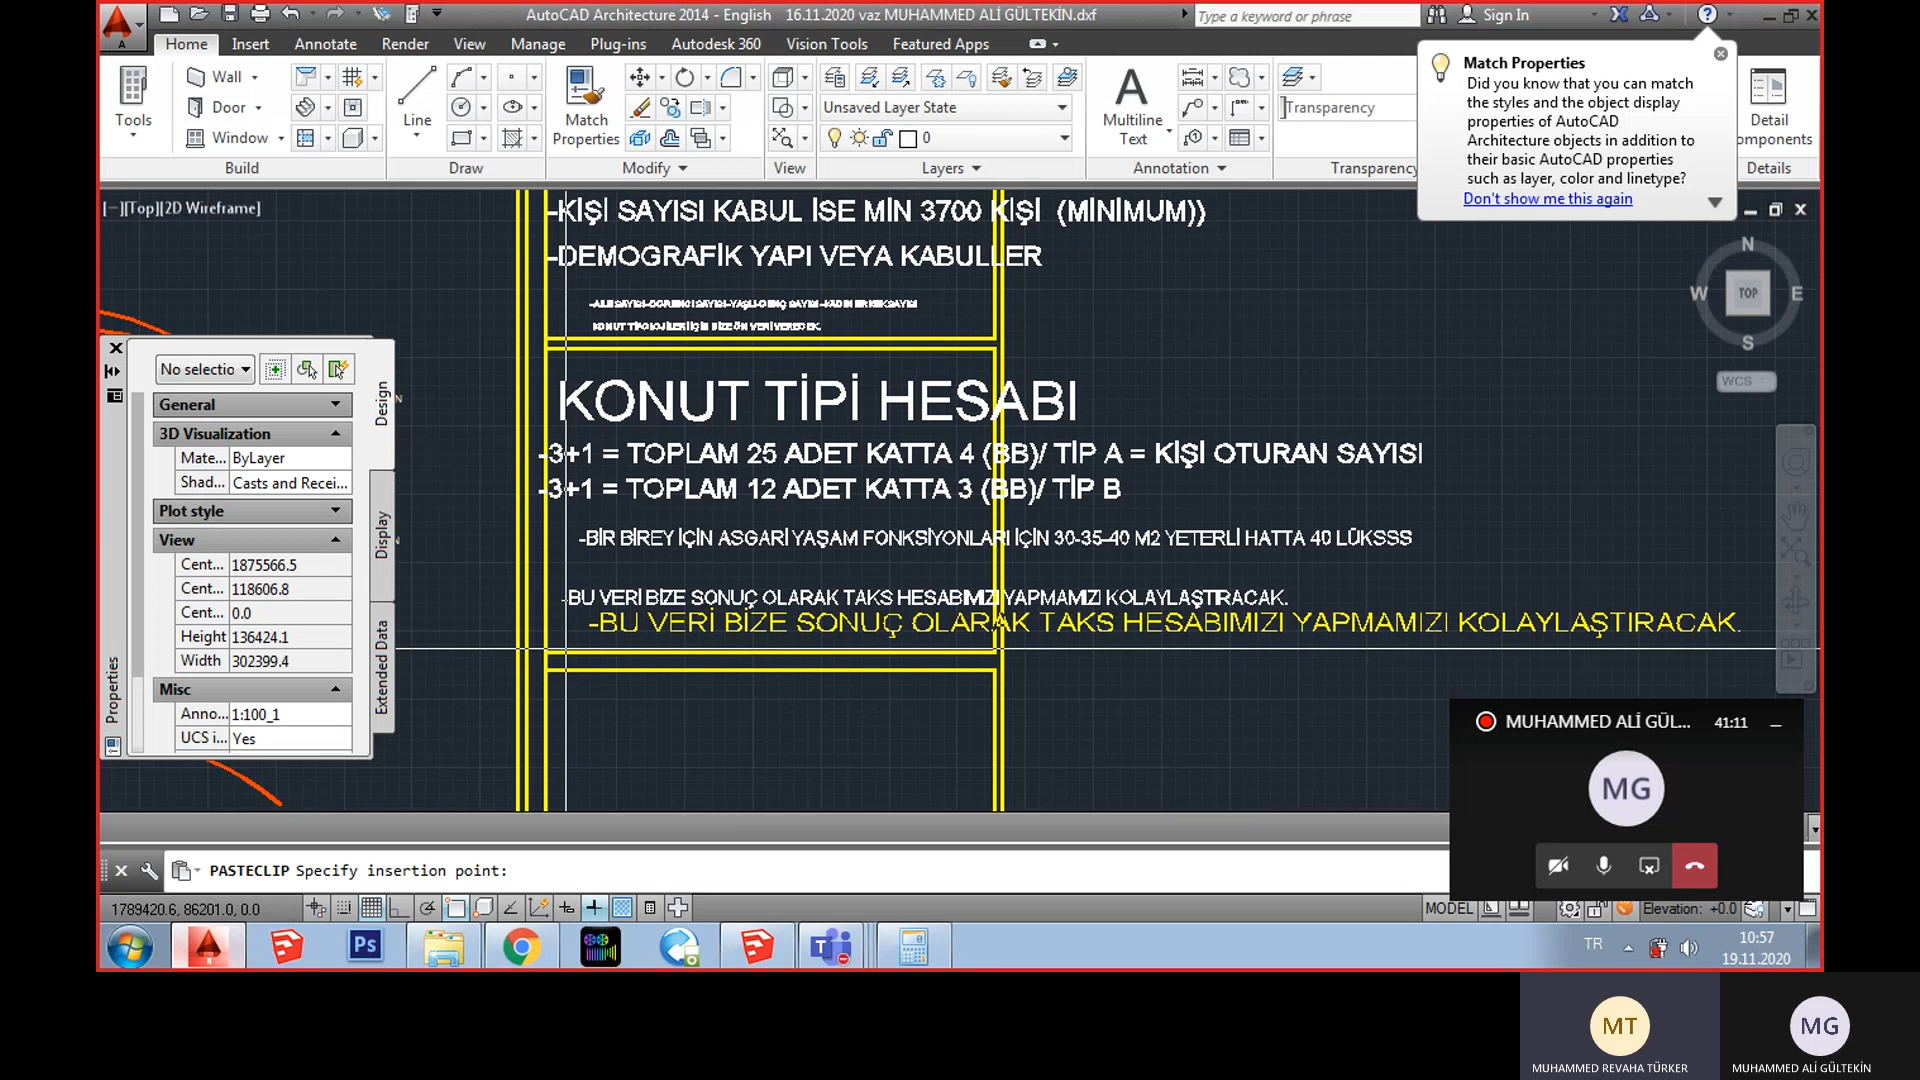 AutoCAD Architecture 2014 - English 16.11.2020 vaz MUHAMMED ALİ GÜLTEKİN.dxf
Type a keyword or phrase
Sign In
Home Insert Annotate Render View Manage Plug-ins Autodesk 360 Vision Tools Featured Apps
Tools
Wall
Door
Window
Line
Match
Properties
Unsaved Layer State
0
Multiline
Text
Transparency
Detail
omponents
Build Draw Modify View Layers Annotation Transparency Details
Match Properties
Did you know that you can match
the styles and the object display
properties of AutoCAD
Architecture objects in addition to
their basic AutoCAD properties
such as layer, color and linetype?
Don't show me this again
[−][Top][2D Wireframe]
-KİŞİ SAYISI KABUL İSE MİN 3700 KİŞİ (MİNİMUM))
-DEMOGRAFİK YAPI VEYA KABULLER
KONUT TİPİ HESABI
-3+1 = TOPLAM 25 ADET KATTA 4 (BB)/ TİP A = KİŞİ OTURAN SAYISI
-3+1 = TOPLAM 12 ADET KATTA 3 (BB)/ TİP B
-BİR BİREY İÇİN ASGARİ YAŞAM FONKSİYONLARI İÇİN 30-35-40 M2 YETERLİ HATTA 40 LÜKSSS
-BU VERİ BİZE SONUÇ OLARAK TAKS HESABIMIZI YAPMAMIZI KOLAYLAŞTIRACAK.
-BU VERİ BİZE SONUÇ OLARAK TAKS HESABIMIZI YAPMAMIZI KOLAYLAŞTIRACAK.
N
W TOP E
S
WCS
No selectio
General
3D Visualization
Mate... ByLayer
Shad... Casts and Recei...
Plot style
View
Cent... 1875566.5
Cent... 118606.8
Cent... 0.0
Height 136424.1
Width 302399.4
Misc
Anno... 1:100_1
UCS i... Yes
Design
Display
Extended Data
Properties
MUHAMMED ALİ GÜL... 41:11
MG
PASTECLIP Specify insertion point:
1789420.6, 86201.0, 0.0
MODEL
Elevation: +0.0
Ps
TR
10:57
19.11.2020
MT
MUHAMMED REVAHA TÜRKER
MG
MUHAMMED ALİ GÜLTEKİN